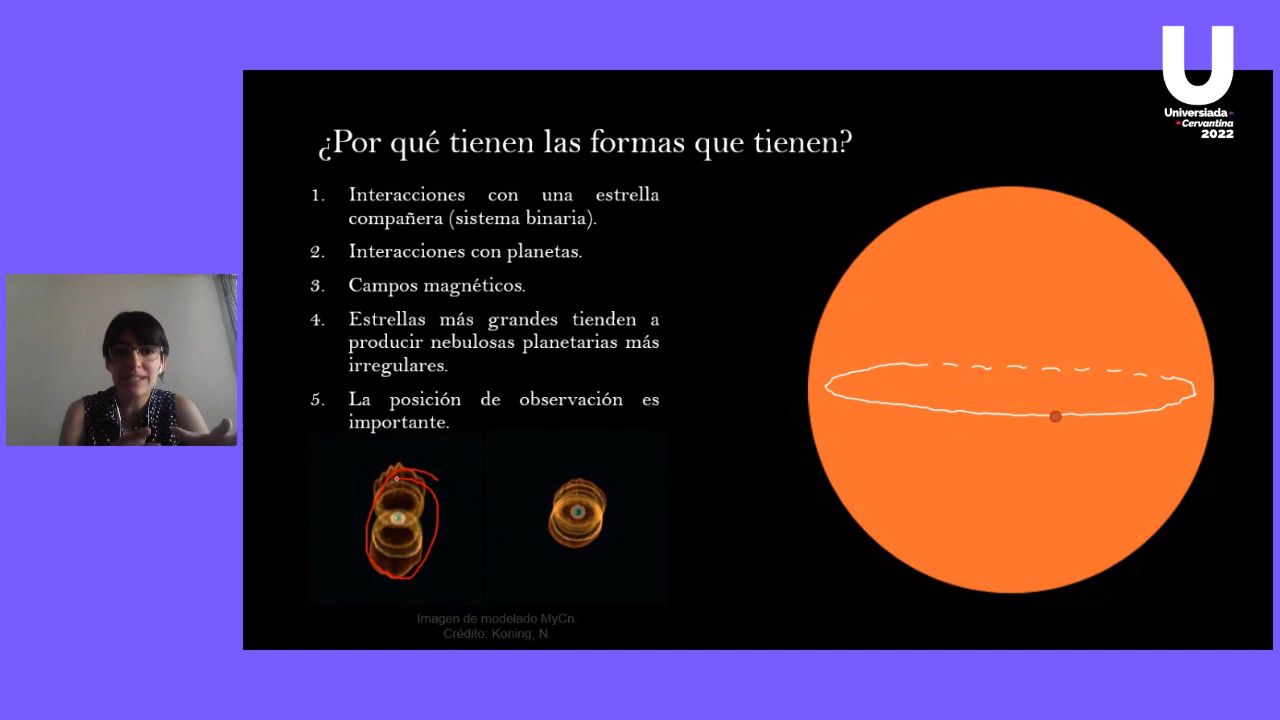 U
Universiada-
-Cervantina
2022
¿Por qué tienen las formas que tienen?
1. Interacciones con una estrella
compañera (sistema binaria).
2. Interacciones con planetas.
3. Campos magnéticos.
4. Estrellas más grandes tienden a
producir nebulosas planetarias más
irregulares.
5. La posición de observación es
importante.
Imagen de modelado MyCn.
Crédito: Koning, N.